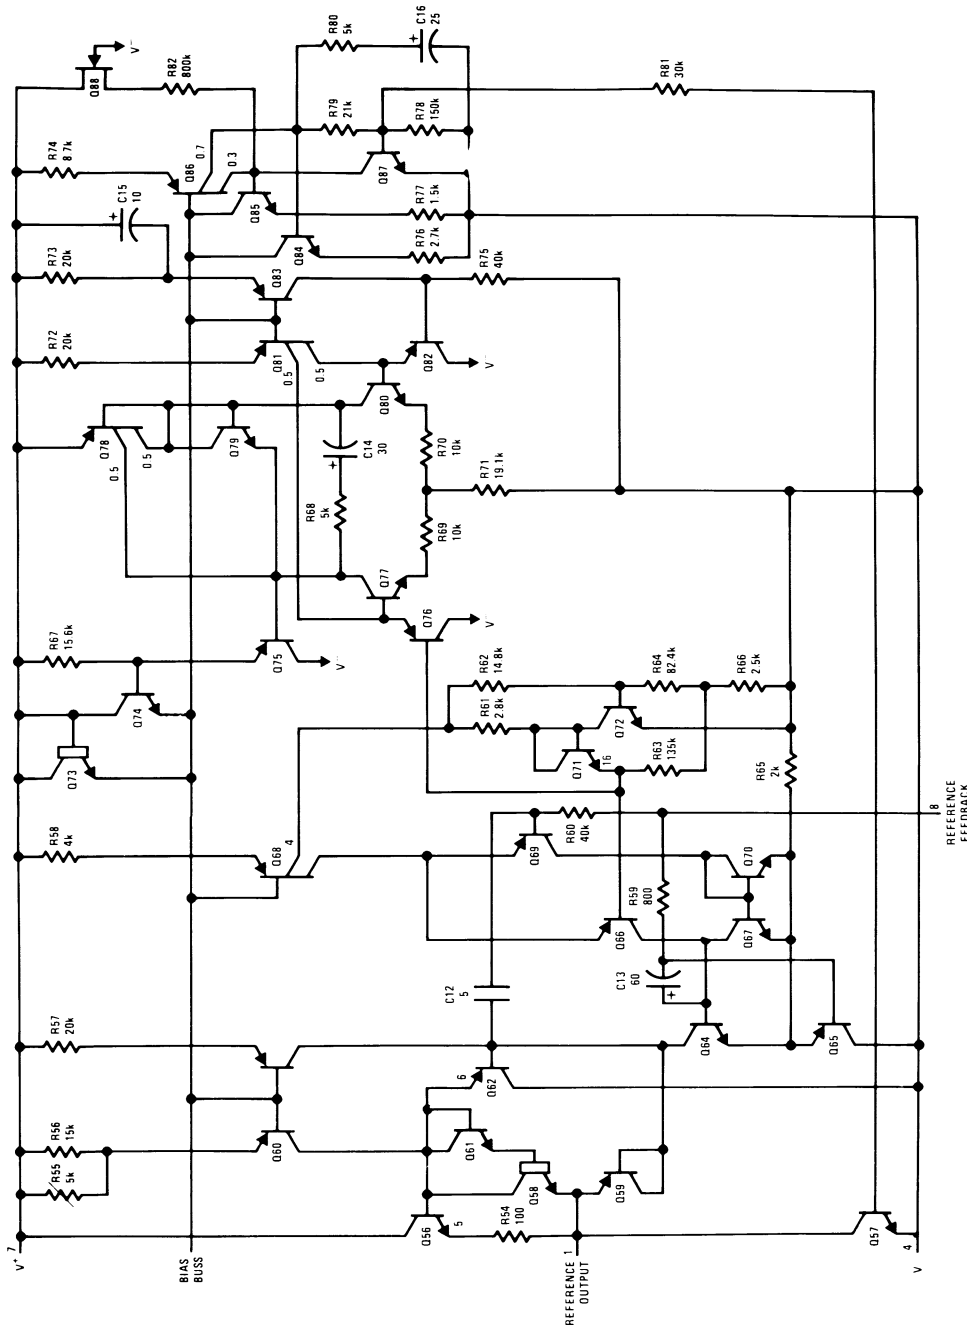 V+
7
R55
5k
R56
15k
R57
20k
R58
4k
Q73
R67
15.6k
Q74
Q78
0.5
0.5
R72
20k
R73
20k
C15
10
R74
8.7k
Q88
V-
R82
800k
BIAS
BUSS
Q60
Q68
4
Q75
V-
Q79
Q81
0.5
0.5
Q83
Q86
0.7
0.3
Q85
Q84
R80
5k
C16
25
R79
21k
R78
150k
Q87
Q56
5
Q61
Q62
6
C12
5
R68
5k
C14
30
Q77
Q76
V-
Q80
Q82
V-
R76
2.7k
R77
1.5k
R54
100
Q58
Q59
Q66
Q69
R60
40k
R61
2.8k
R62
14.8k
R69
10k
R70
10k
R71
19.1k
R75
40k
REFERENCE
OUTPUT
1
C13
60
R59
800
Q71
16
Q72
R63
135k
R64
82.4k
R66
2.5k
R81
30k
Q64
Q65
Q67
Q70
R65
2k
Q57
V
4
8
REFERENCE
FEEDBACK